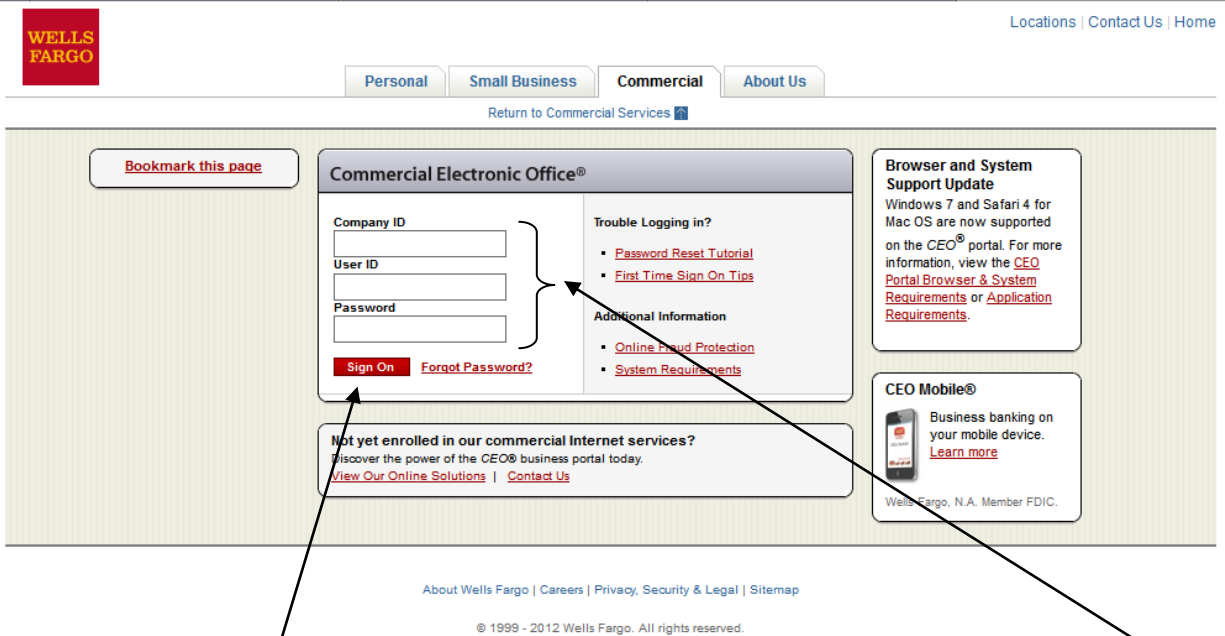 WELLS
FARGO
Locations | Contact Us | Home
Personal
Small Business
Commercial
About Us
Return to Commercial Services
Bookmark this page
Commercial Electronic Office®
Company ID
User ID
Password
Sign On
Forgot Password?
Trouble Logging in?
Password Reset Tutorial
First Time Sign On Tips
Additional Information
Online Fraud Protection
System Requirements
Not yet enrolled in our commercial Internet services?
Discover the power of the CEO® business portal today.
View Our Online Solutions | Contact Us
Browser and System
Support Update
Windows 7 and Safari 4 for
Mac OS are now supported
on the CEO® portal. For more
information, view the CEO
Portal Browser & System
Requirements or Application
Requirements.
CEO Mobile®
Business banking on
your mobile device.
Learn more
Wells Fargo, N.A. Member FDIC.
About Wells Fargo | Careers | Privacy, Security & Legal | Sitemap
© 1999 - 2012 Wells Fargo. All rights reserved.